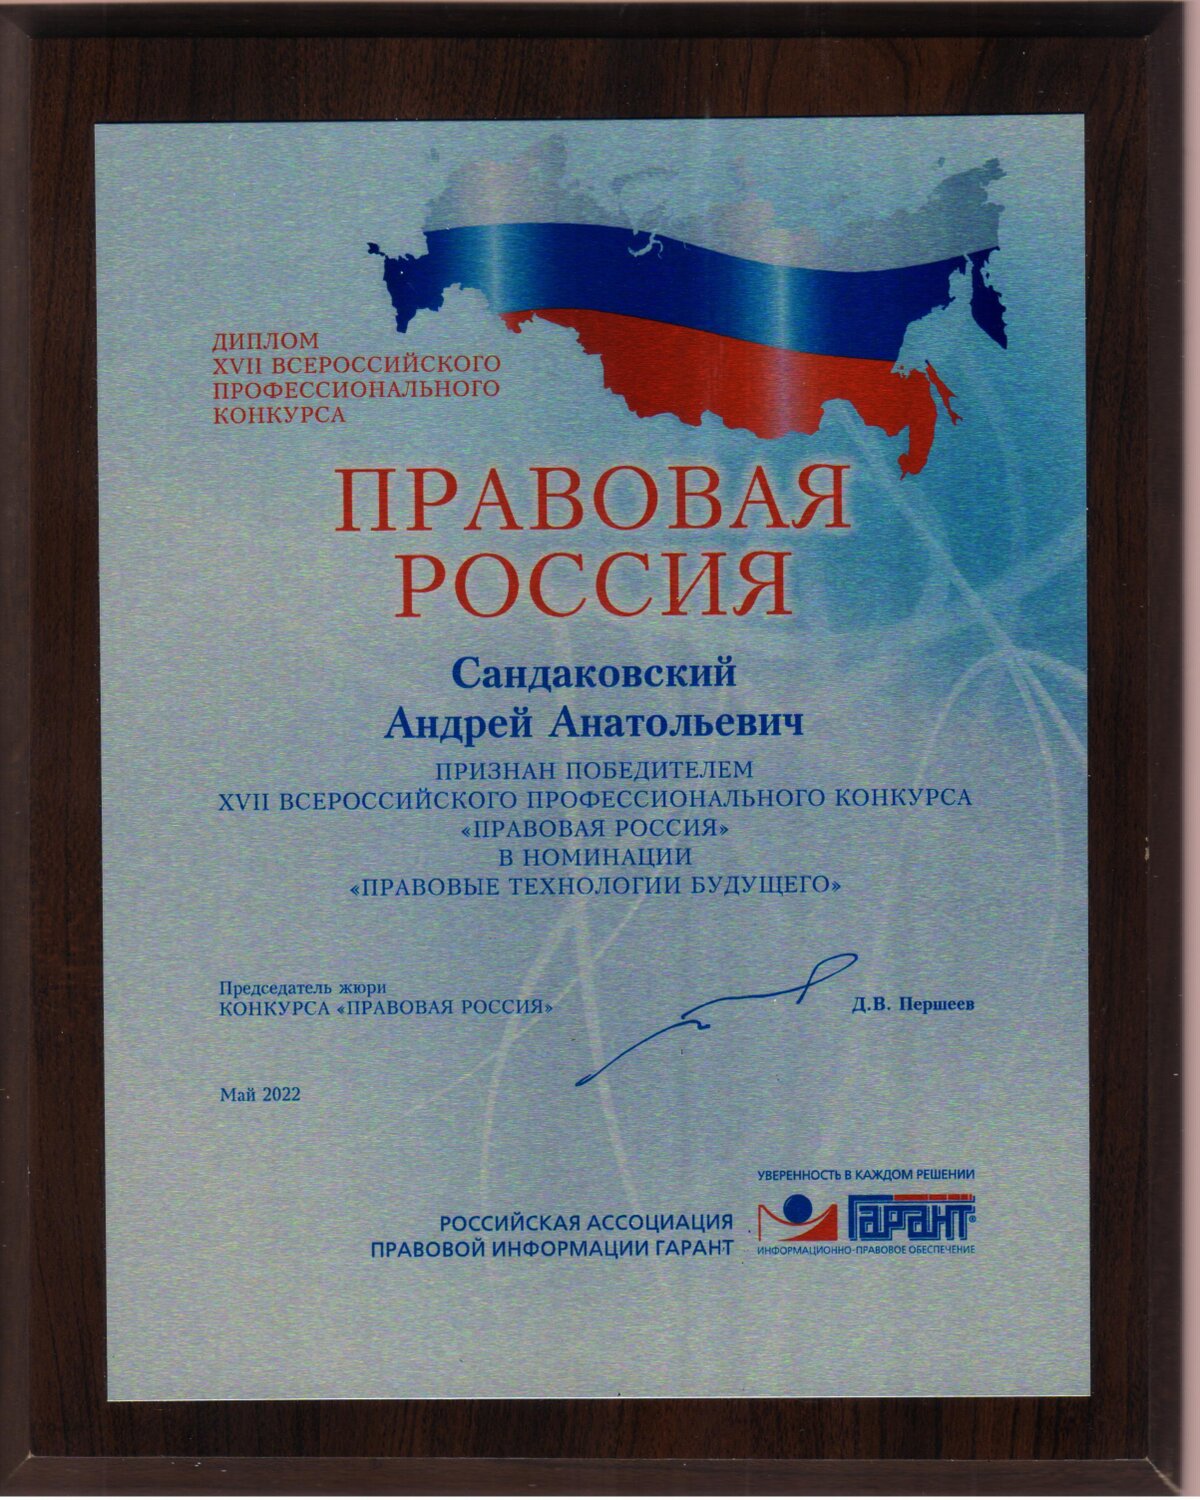 ДИПЛОМ
XVII ВСЕРОССИЙСКОГО
ПРОФЕССИОНАЛЬНОГО
КОНКУРСА
ПРАВОВАЯ
РОССИЯ
Сандаковский
Андрей Анатольевич
ПРИЗНАН ПОБЕДИТЕЛЕМ
XVII ВСЕРОССИЙСКОГО ПРОФЕССИОНАЛЬНОГО КОНКУРСА
«ПРАВОВАЯ РОССИЯ»
В НОМИНАЦИИ
«ПРАВОВЫЕ ТЕХНОЛОГИИ БУДУЩЕГО»
Председатель жюри
КОНКУРСА «ПРАВОВАЯ РОССИЯ»
Д.В. Першеев
Май 2022
РОССИЙСКАЯ АССОЦИАЦИЯ
ПРАВОВОЙ ИНФОРМАЦИИ ГАРАНТ
УВЕРЕННОСТЬ В КАЖДОМ РЕШЕНИИ
ГАРАНТ®
ИНФОРМАЦИОННО-ПРАВОВОЕ ОБЕСПЕЧЕНИЕ